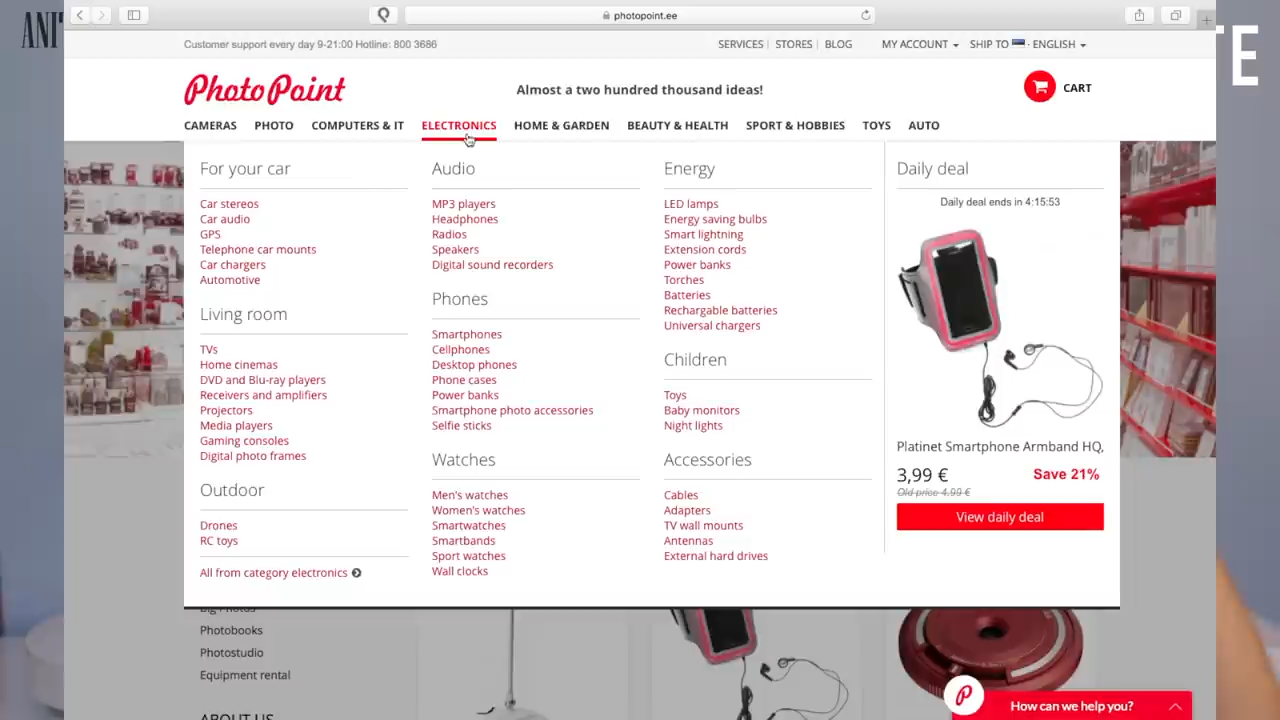 ANI
TE
photopoint.ee
Customer support every day 9-21:00 Hotline: 800 3686
SERVICES
STORES
BLOG
MY ACCOUNT
SHIP TO
· ENGLISH
PhotoPoint
Almost a two hundred thousand ideas!
CART
CAMERAS
PHOTO
COMPUTERS & IT
ELECTRONICS
HOME & GARDEN
BEAUTY & HEALTH
SPORT & HOBBIES
TOYS
AUTO
For your car
Car stereos
Car audio
GPS
Telephone car mounts
Car chargers
Automotive
Living room
TVs
Home cinemas
DVD and Blu-ray players
Receivers and amplifiers
Projectors
Media players
Gaming consoles
Digital photo frames
Outdoor
Drones
RC toys
All from category electronics
Audio
MP3 players
Headphones
Radios
Speakers
Digital sound recorders
Phones
Smartphones
Cellphones
Desktop phones
Phone cases
Power banks
Smartphone photo accessories
Selfie sticks
Watches
Men's watches
Women's watches
Smartwatches
Smartbands
Sport watches
Wall clocks
Energy
LED lamps
Energy saving bulbs
Smart lightning
Extension cords
Power banks
Torches
Batteries
Rechargable batteries
Universal chargers
Children
Toys
Baby monitors
Night lights
Accessories
Cables
Adapters
TV wall mounts
Antennas
External hard drives
Daily deal
Daily deal ends in 4:15:53
Platinet Smartphone Armband HQ,
3,99 €
Save 21%
Old price 4.99 €
View daily deal
Big Photos
Photobooks
Photostudio
Equipment rental
ABOUT US
How can we help you?